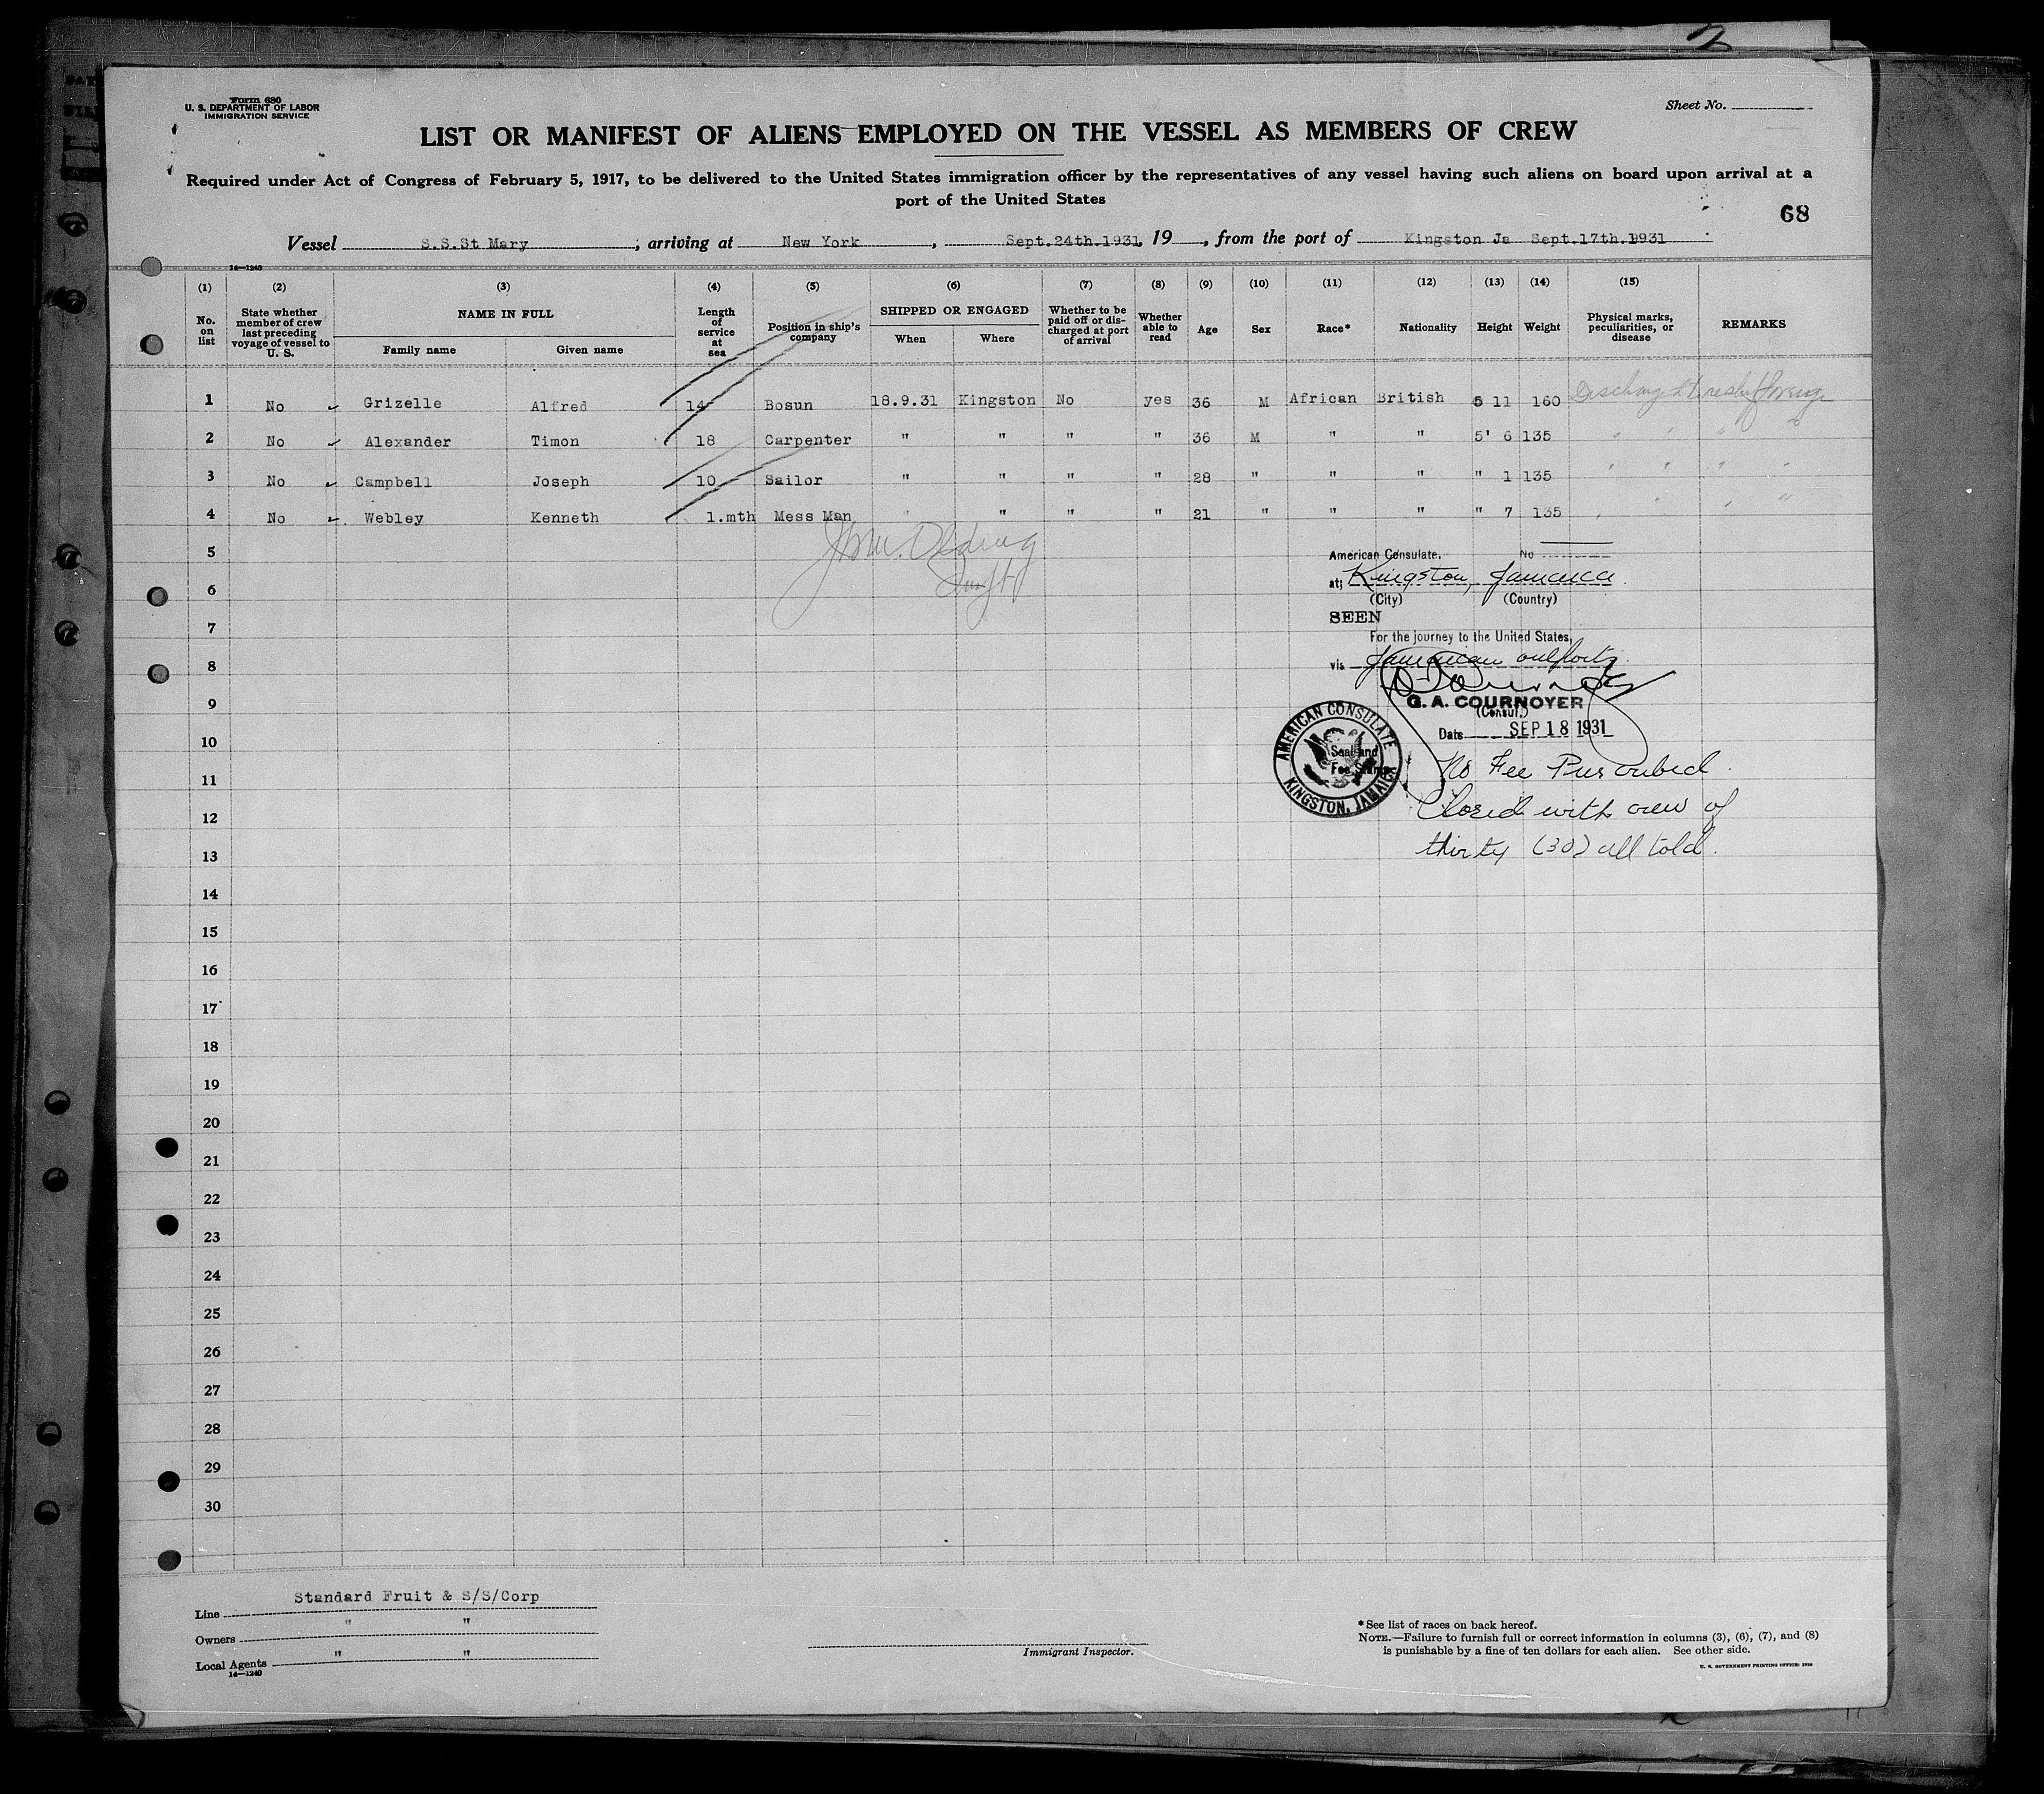 Form 680
U. S. DEPARTMENT OF LABOR
IMMIGRATION SERVICE
Sheet No.
LIST OR MANIFEST OF ALIENS EMPLOYED ON THE VESSEL AS MEMBERS OF CREW
Required under Act of Congress of February 5, 1917, to be delivered to the United States immigration officer by the representatives of any vessel having such aliens on board upon arrival at a
port of the United States
68
Vessel S.S.St Mary ; arriving at New York , Sept.24th.1931, 19 , from the port of Kingston Ja Sept.17th.1931
14—1240
(1) (2) (3) (4) (5) (6) (7) (8) (9) (10) (11) (12) (13) (14) (15)
No. on list
State whether member of crew last preceding voyage of vessel to U. S.
NAME IN FULL
Family name Given name
Length of service at sea
Position in ship's company
SHIPPED OR ENGAGED
When Where
Whether to be paid off or discharged at port of arrival
Whether able to read
Age Sex Race* Nationality Height Weight
Physical marks, peculiarities, or disease
REMARKS
1 No Grizelle Alfred 14 Bosun 18.9.31 Kingston No yes 36 M African British 5 11 160
2 No Alexander Timon 18 Carpenter " " " " 36 M " " 5' 6 135
3 No Campbell Joseph 10 Sailor " " " " 28 " " " " 1 135
4 No Webley Kenneth 1.mth Mess Man " " " " 21 " " " " 7 135
5
6
7
8
9
10
11
12
13
14
15
16
17
18
19
20
21
22
23
24
25
26
27
28
29
30
American Consulate. No
at; Kingston, Jamaica.
(City) (Country)
SEEN
For the journey to the United States,
via Jamaican outports.
G. A. COURNOYER
(Consul.)
Date SEP 18 1931
AMERICAN CONSULATE
KINGSTON, JAMAICA
Seal and
Fee Stamp
No Fee Prescribed.
Closed with crew of
thirty (30) all told.
Line Standard Fruit & S/S/Corp
Owners " "
Local Agents " "
14—1240
Immigrant Inspector.
* See list of races on back hereof.
NOTE.—Failure to furnish full or correct information in columns (3), (6), (7), and (8)
is punishable by a fine of ten dollars for each alien. See other side.